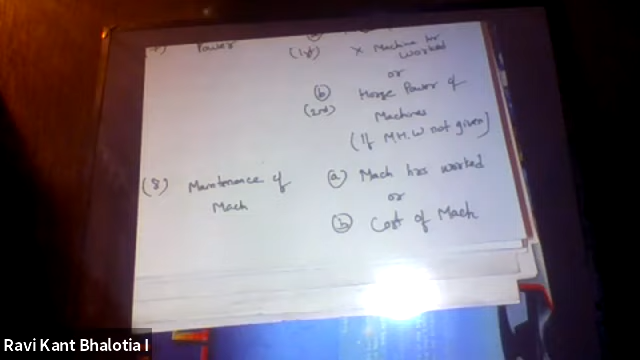 Power
(1st) x Machine hr
worked
or
(b) Horse Power of
(2nd) Machines
(If M.H.W not given)
(8) Maintenance of (a) Mach hrs worked
Mach or
(b) Cost of Mach
Ravi Kant Bhalotia I